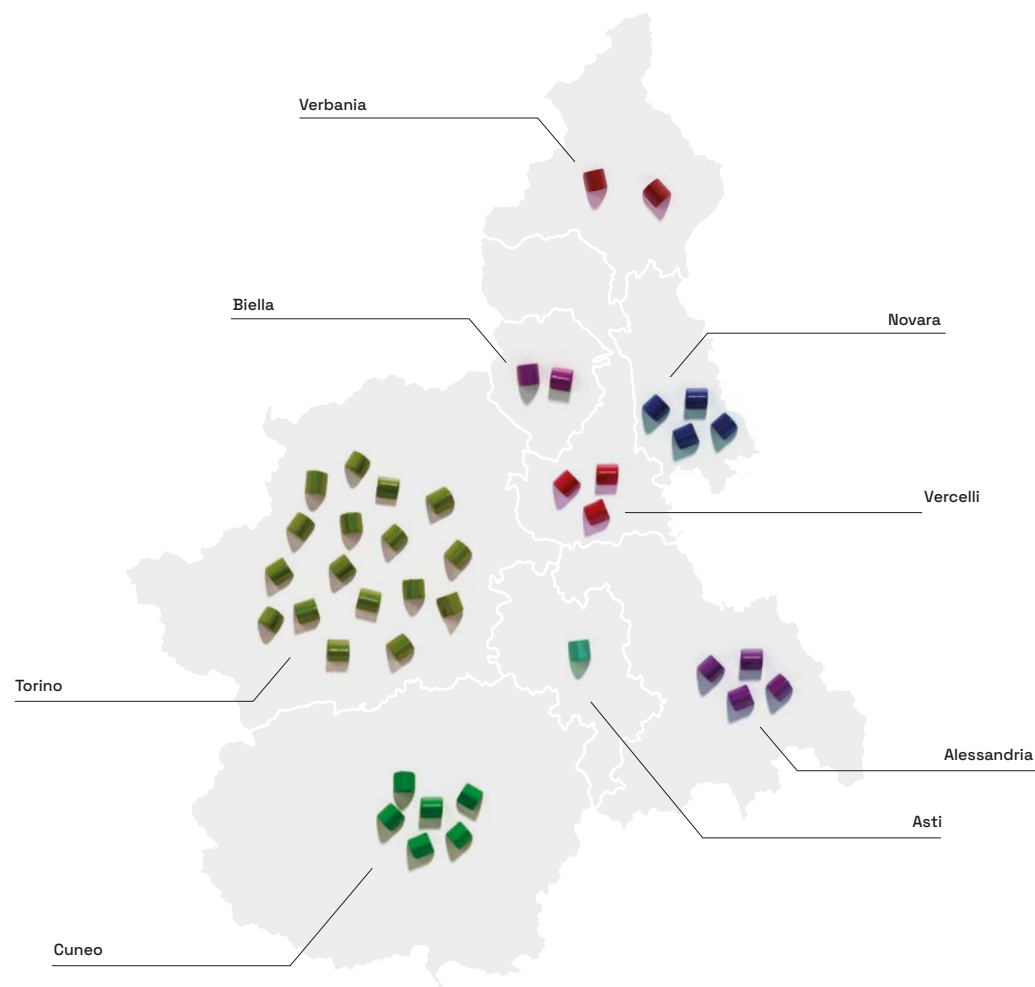 Verbania
Biella
Novara
Vercelli
Torino
Alessandria
Asti
Cuneo